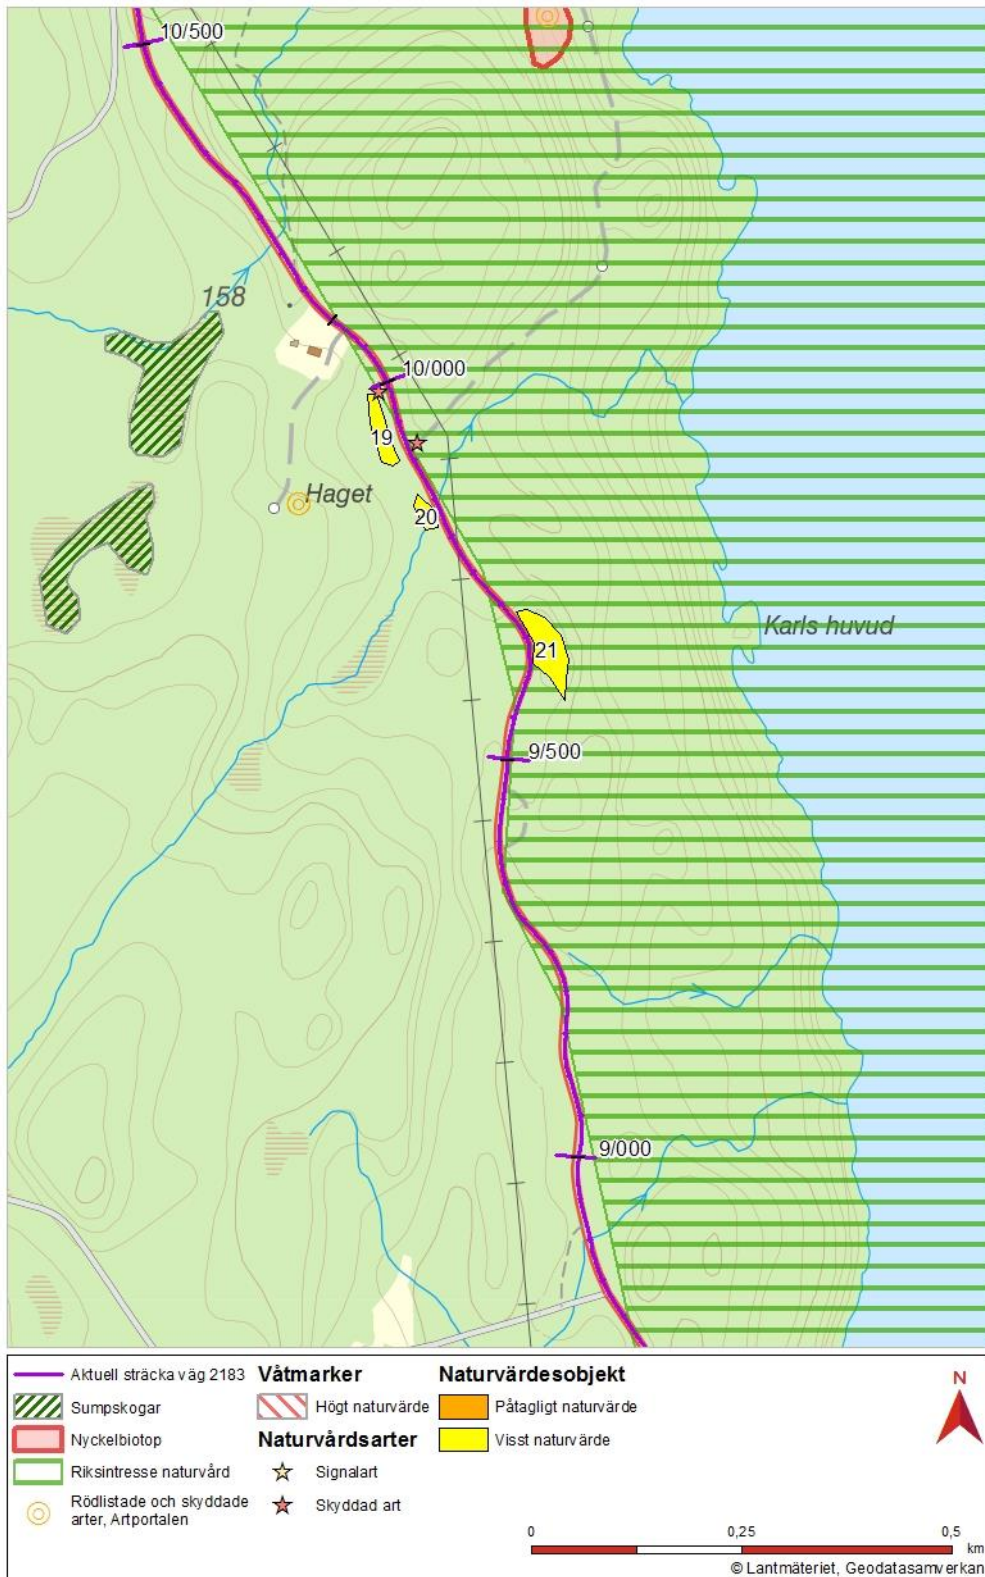 10/500
158
10/000
19
Haget
20
Karls huvud
21
9/500
9/000
Aktuell sträcka väg 2183
Sumpskogar
Nyckelbiotop
Riksintresse naturvård
Rödlistade och skyddade
arter, Artportalen
Våtmarker
Högt naturvärde
Naturvårdsarter
Signalart
Skyddad art
Naturvärdesobjekt
Påtagligt naturvärde
Visst naturvärde
N
0 0,25 0,5
km
© Lantmäteriet, Geodatasamverkan